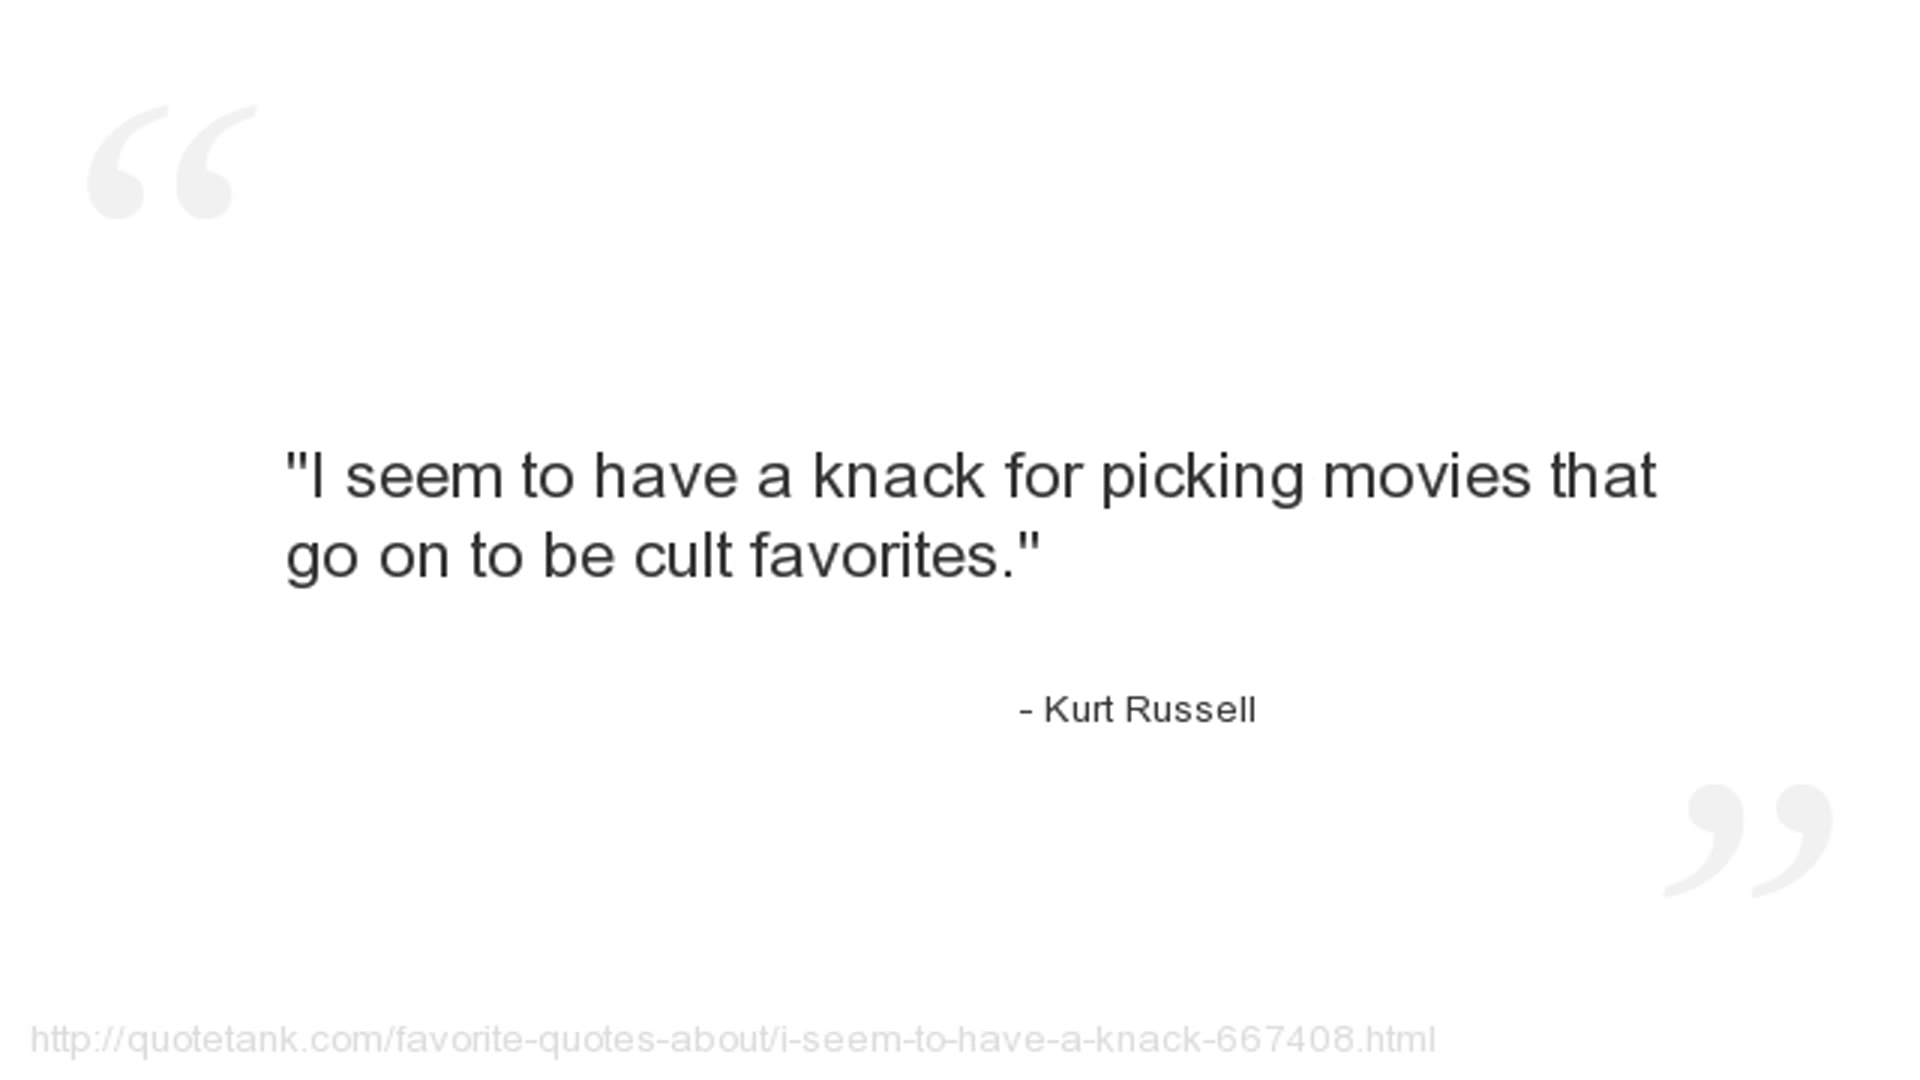 “
"I seem to have a knack for picking movies that
go on to be cult favorites."
- Kurt Russell
”
http://quotetank.com/favorite-quotes-about/i-seem-to-have-a-knack-667408.html